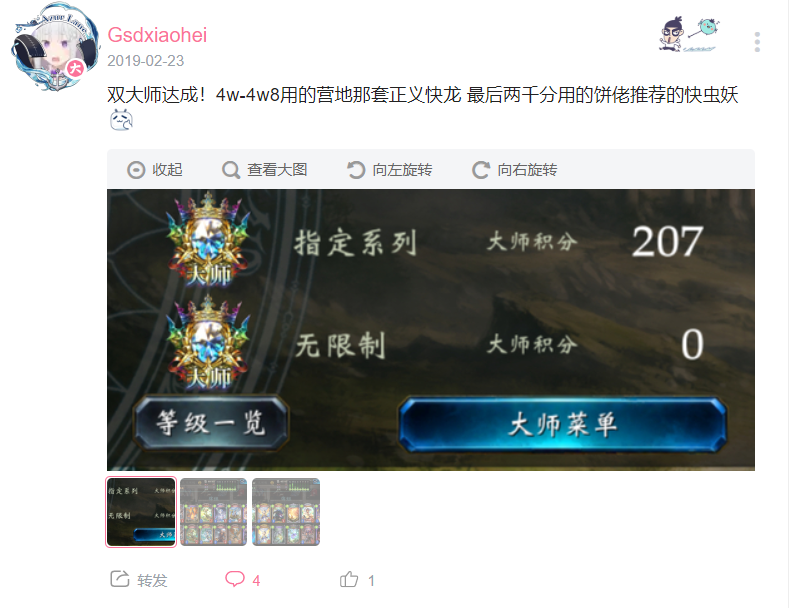 Azur Lane
大
Gsdxiaohei
2019-02-23
双大师达成！4w-4w8用的营地那套正义快龙 最后两千分用的饼佬推荐的快虫妖
收起 查看大图 向左旋转 向右旋转
大师 指定系列 大师积分 207
大师 无限制 大师积分 0
等级一览 大师菜单
指定系列 大师积
无限制 大师积
大师
转发 4 1